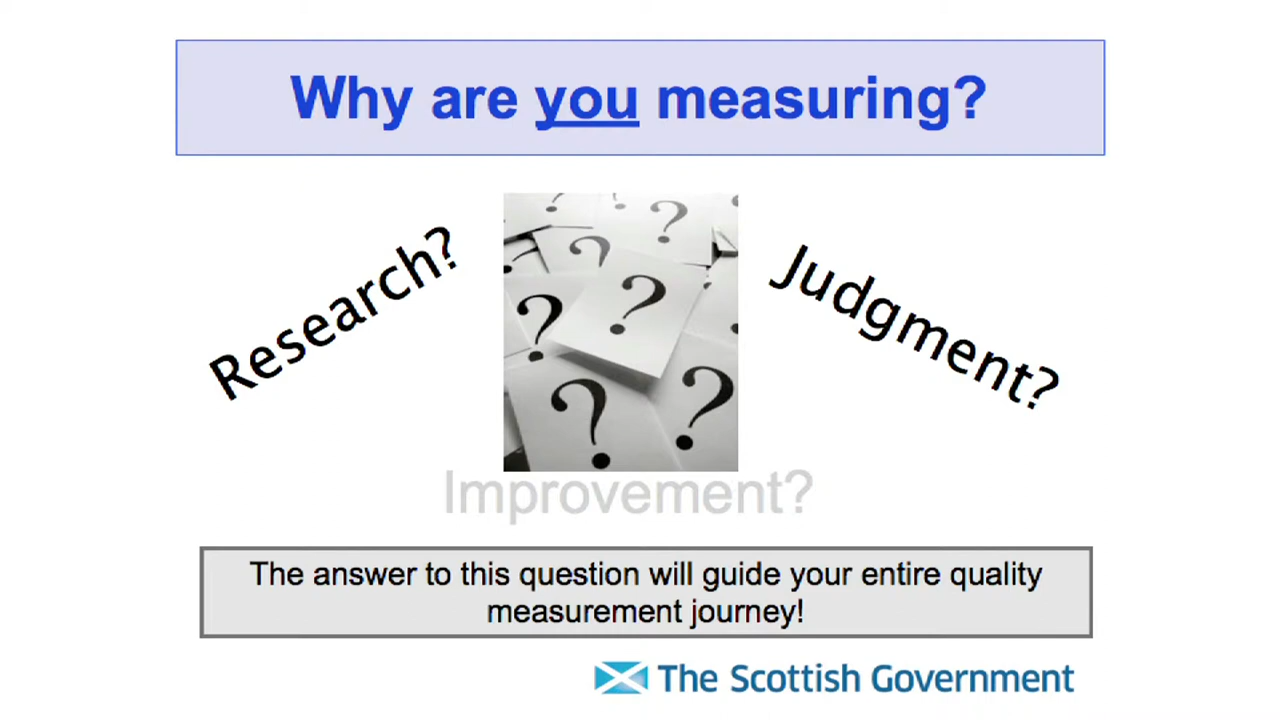 Why are you measuring?
Research?
Judgment?
Improvement?
The answer to this question will guide your entire quality
measurement journey!
The Scottish Government